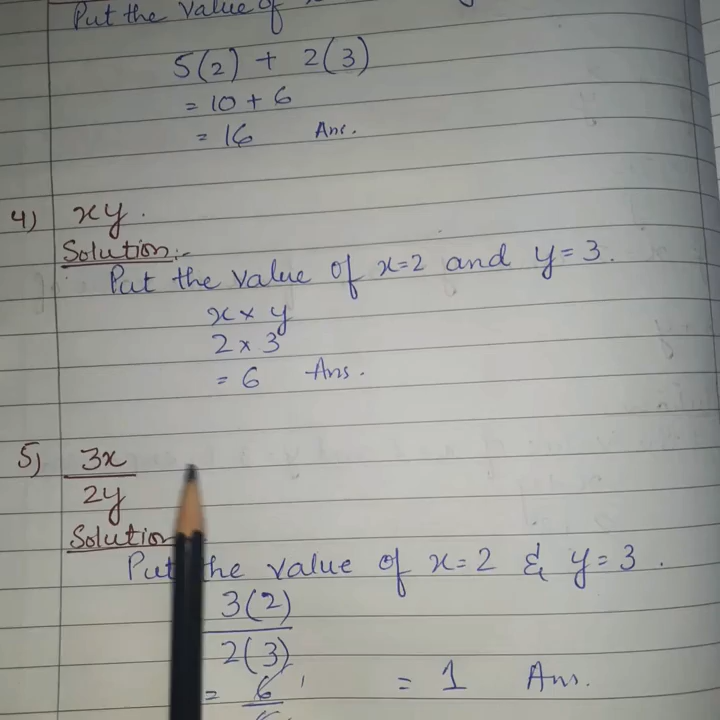 Put the value of
5(2) + 2(3)
= 10 + 6
= 16 Ans.
4) xy.
Solution:-
Put the value of x=2 and y=3.
x × y
2 × 3
= 6 Ans.
5) 3x
2y
Solution
Put the value of x=2 & y=3.
3(2)
2(3)
= 6 1 = 1 Ans.